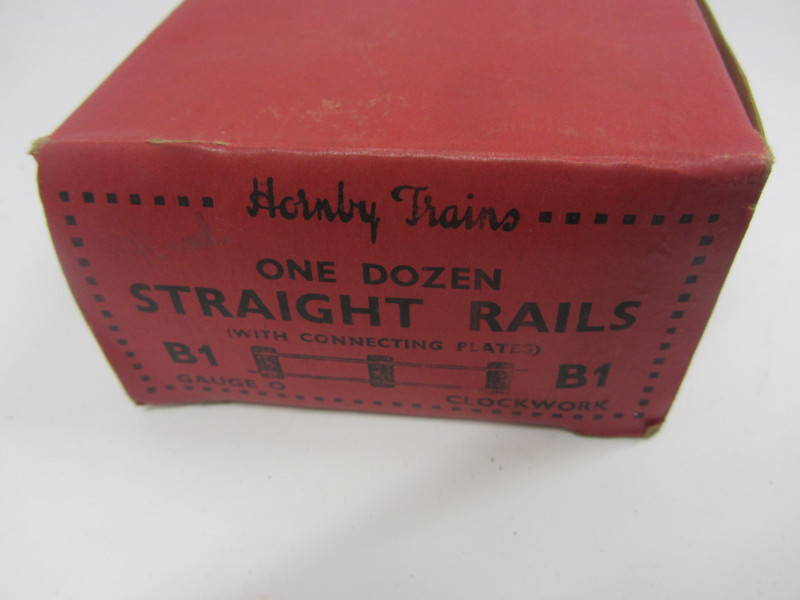 Hornby Trains
ONE DOZEN
STRAIGHT RAILS
(WITH CONNECTING PLATES)
B1 B1
GAUGE O CLOCKWORK